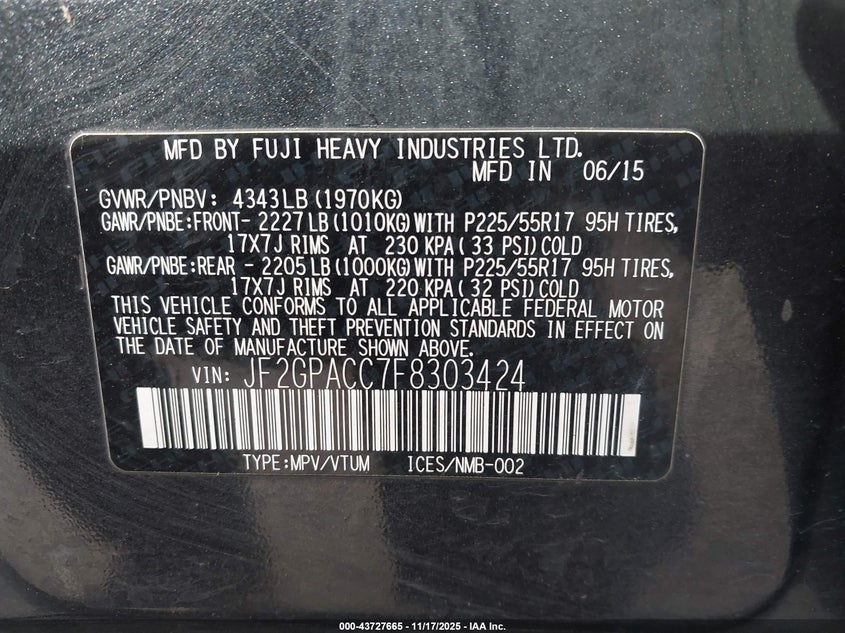 MFD BY FUJI HEAVY INDUSTRIES LTD.
MFD IN 06/15
GVWR/PNBV: 4343LB (1970KG)
GAWR/PNBE:FRONT- 2227LB (1010KG) WITH P225/55R17 95H TIRES,
17X7J RIMS AT 230 KPA( 33 PSI) COLD
GAWR/PNBE:REAR - 2205LB (1000KG) WITH P225/55R17 95H TIRES,
17X7J RIMS AT 220 KPA( 32 PSI) COLD
THIS VEHICLE CONFORMS TO ALL APPLICABLE FEDERAL MOTOR
VEHICLE SAFETY AND THEFT PREVENTION STANDARDS IN EFFECT ON
THE DATE OF MANUFACTURE SHOWN ABOVE.
VIN: JF2GPACC7F8303424
TYPE:MPV/VTUM ICES/NMB-002
000-43727665 - 11/17/2025 - IAA Inc.